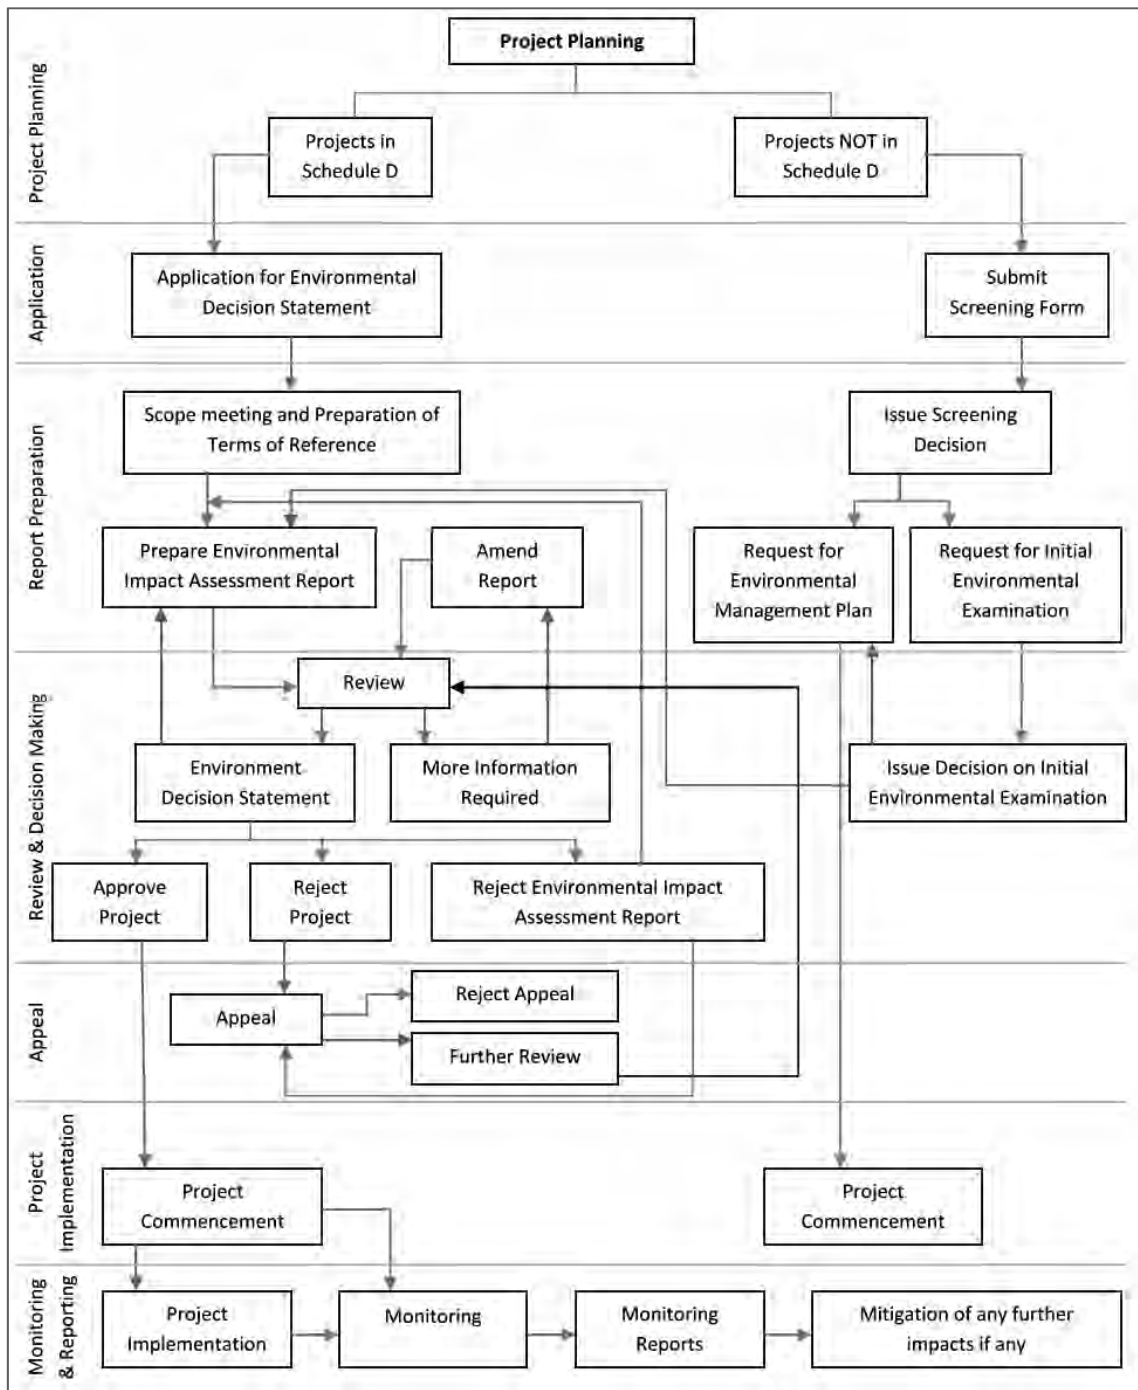 Project Planning
Project Planning
Projects in
Schedule D
Projects NOT in
Schedule D
Application
Application for Environmental
Decision Statement
Submit
Screening Form
Report Preparation
Scope meeting and Preparation of
Terms of Reference
Issue Screening
Decision
Prepare Environmental
Impact Assessment Report
Amend
Report
Request for
Environmental
Management Plan
Request for Initial
Environmental
Examination
Review & Decision Making
Review
Environment
Decision Statement
More Information
Required
Issue Decision on Initial
Environmental Examination
Approve
Project
Reject
Project
Reject Environmental Impact
Assessment Report
Appeal
Appeal
Reject Appeal
Further Review
Project
Implementation
Project
Commencement
Project
Commencement
Monitoring
& Reporting
Project
Implementation
Monitoring
Monitoring
Reports
Mitigation of any further
impacts if any